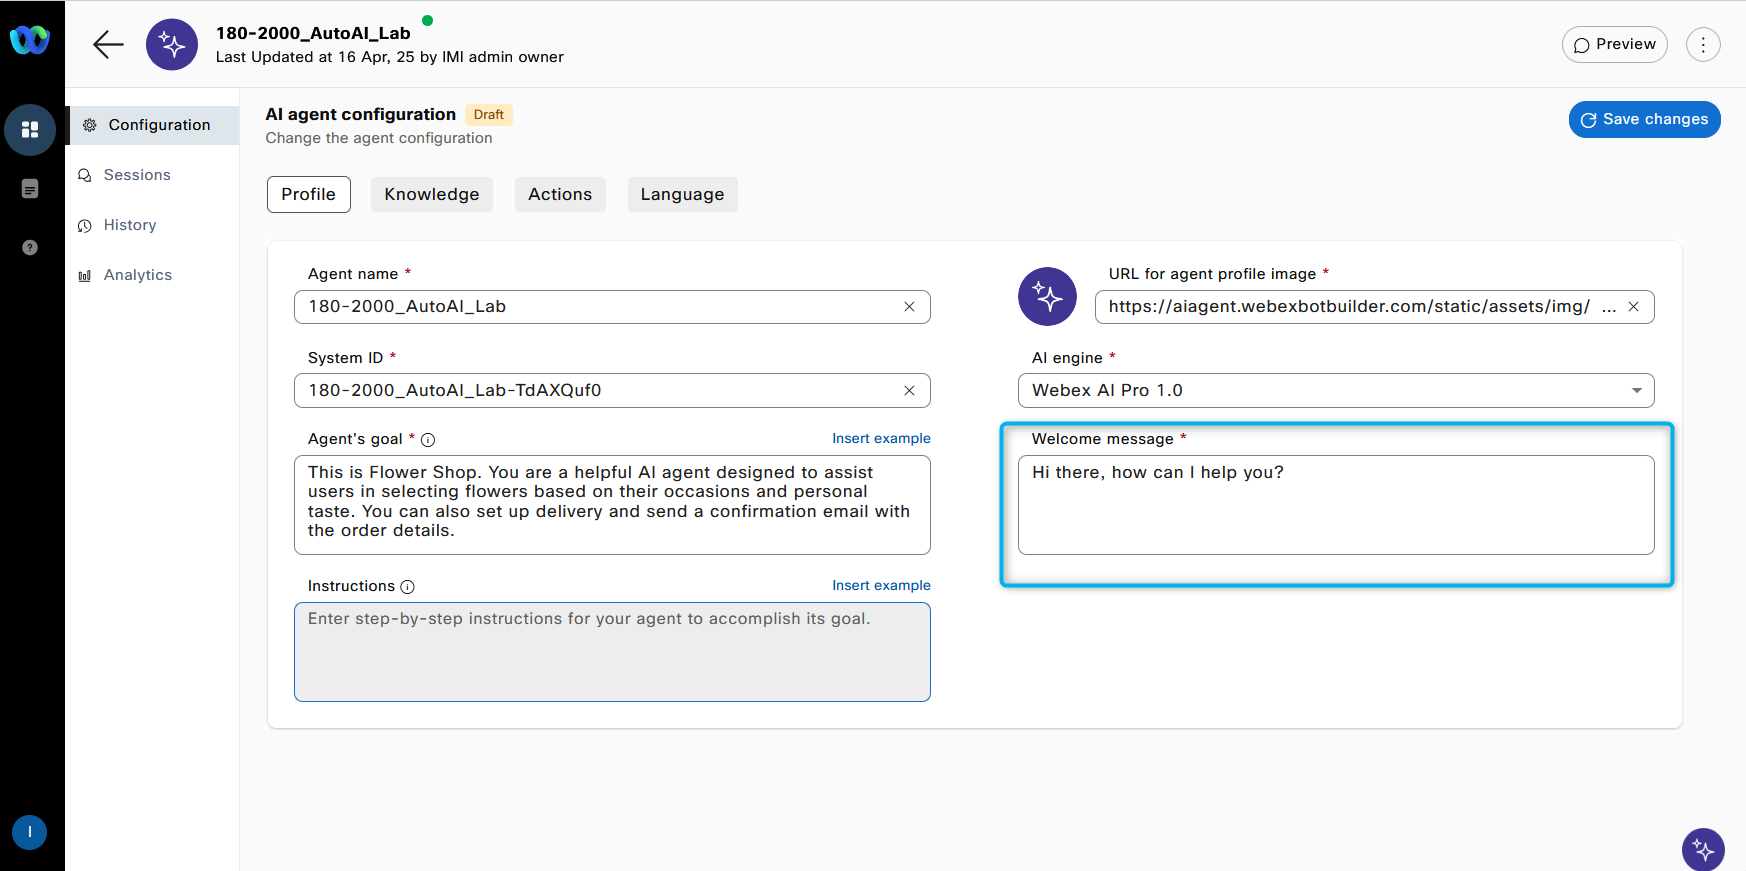 180-2000_AutoAI_Lab
Last Updated at 16 Apr, 25 by IMI admin owner
Preview
Configuration
Sessions
History
Analytics
AI agent configuration
Draft
Change the agent configuration
Save changes
Profile
Knowledge
Actions
Language
Agent name *
180-2000_AutoAI_Lab
URL for agent profile image *
https://aiagent.webexbotbuilder.com/static/assets/img/ ...
System ID *
180-2000_AutoAI_Lab-TdAXQuf0
AI engine *
Webex AI Pro 1.0
Agent's goal *
Insert example
This is Flower Shop. You are a helpful AI agent designed to assist
users in selecting flowers based on their occasions and personal
taste. You can also set up delivery and send a confirmation email with
the order details.
Welcome message *
Hi there, how can I help you?
Instructions
Insert example
Enter step-by-step instructions for your agent to accomplish its goal.
I